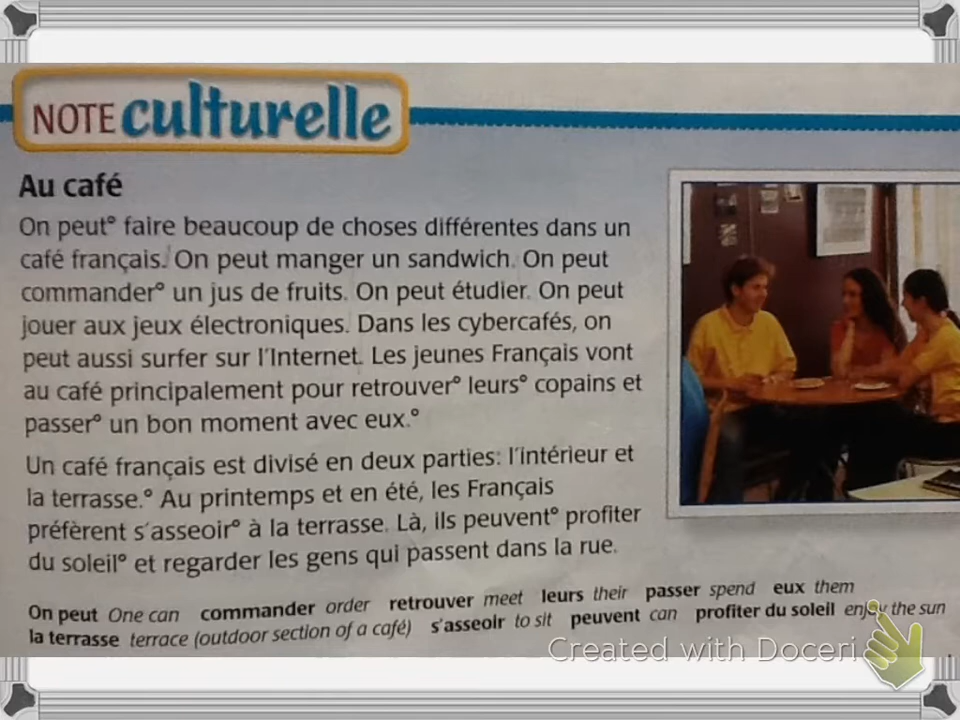 NOTE culturelle
Au café
On peut° faire beaucoup de choses différentes dans un
café français. On peut manger un sandwich. On peut
commander° un jus de fruits. On peut étudier. On peut
jouer aux jeux électroniques. Dans les cybercafés, on
peut aussi surfer sur l'Internet. Les jeunes Français vont
au café principalement pour retrouver° leurs° copains et
passer° un bon moment avec eux.°
Un café français est divisé en deux parties: l'intérieur et
la terrasse.° Au printemps et en été, les Français
préfèrent s'asseoir° à la terrasse. Là, ils peuvent° profiter
du soleil° et regarder les gens qui passent dans la rue.
On peut One can commander order retrouver meet leurs their passer spend eux them
la terrasse terrace (outdoor section of a café) s'asseoir to sit peuvent can profiter du soleil enjoy the sun
Created with Doceri